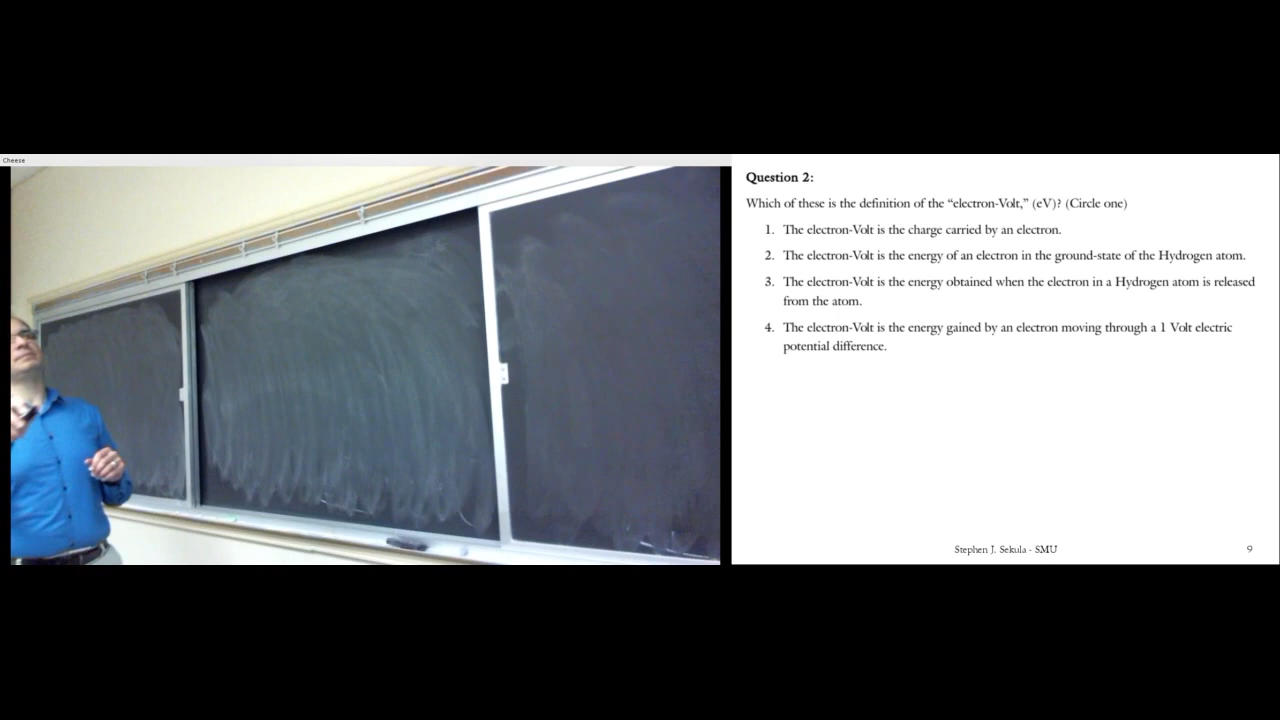 Cheese
Question 2:
Which of these is the definition of the “electron-Volt,” (eV)? (Circle one)
1. The electron-Volt is the charge carried by an electron.
2. The electron-Volt is the energy of an electron in the ground-state of the Hydrogen atom.
3. The electron-Volt is the energy obtained when the electron in a Hydrogen atom is released
from the atom.
4. The electron-Volt is the energy gained by an electron moving through a 1 Volt electric
potential difference.
Stephen J. Sekula - SMU
9